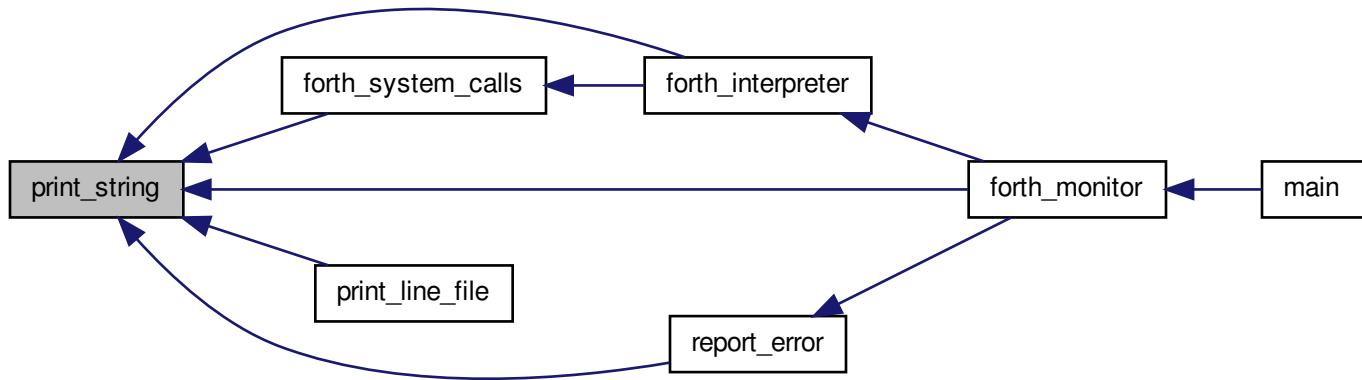 forth_system_calls
forth_interpreter
print_string
forth_monitor
main
print_line_file
report_error